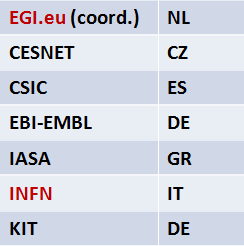 EGI.eu (coord.) NL
CESNET CZ
CSIC ES
EBI-EMBL DE
IASA GR
INFN IT
KIT DE